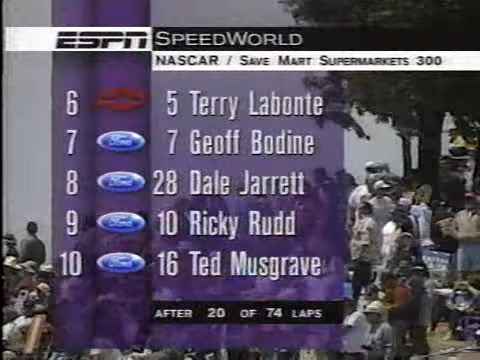 ESPN SPEEDWORLD
NASCAR / SAVE MART SUPERMARKETS 300
6 5 Terry Labonte
7 Ford 7 Geoff Bodine
8 Ford 28 Dale Jarrett
9 Ford 10 Ricky Rudd
10 Ford 16 Ted Musgrave
AFTER 20 OF 74 LAPS